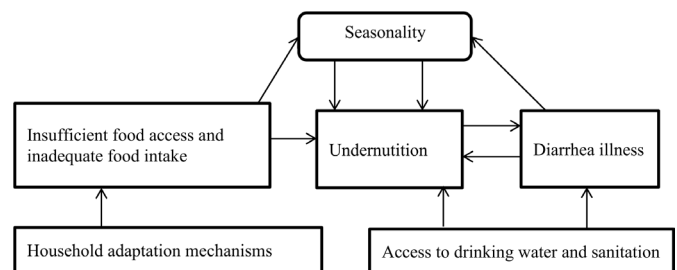 Seasonality
Insufficient food access and
inadequate food intake
Undernutition
Diarrhea illness
Household adaptation mechanisms
Access to drinking water and sanitation